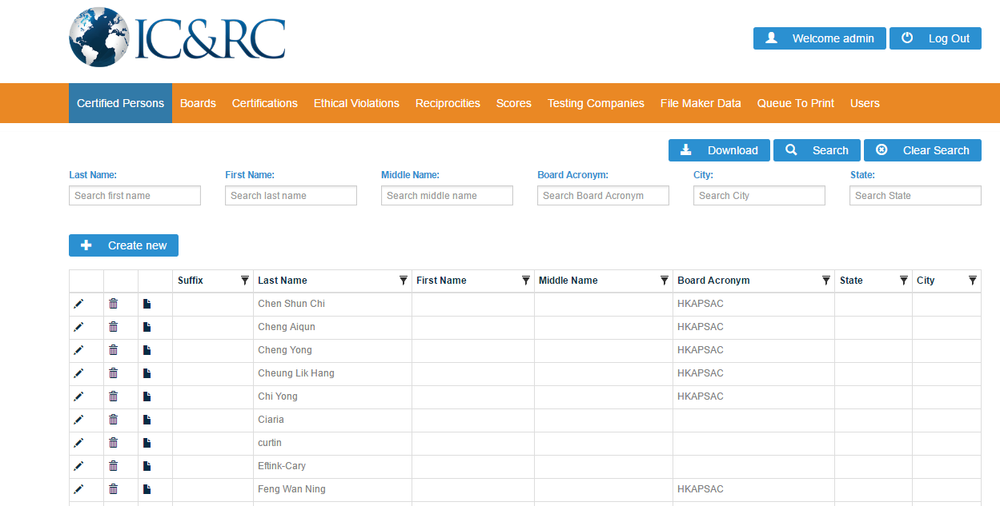 IC&RC
Welcome admin Log Out
Certified Persons Boards Certifications Ethical Violations Reciprocities Scores Testing Companies File Maker Data Queue To Print Users
Download Search Clear Search
Last Name: First Name: Middle Name: Board Acronym: City: State:
Search first name Search last name Search middle name Search Board Acronym Search City Search State
Create new
Suffix Last Name First Name Middle Name Board Acronym State City
Chen Shun Chi HKAPSAC
Cheng Aiqun HKAPSAC
Cheng Yong HKAPSAC
Cheung Lik Hang HKAPSAC
Chi Yong HKAPSAC
Ciaria
curtin
Eftink-Cary
Feng Wan Ning HKAPSAC